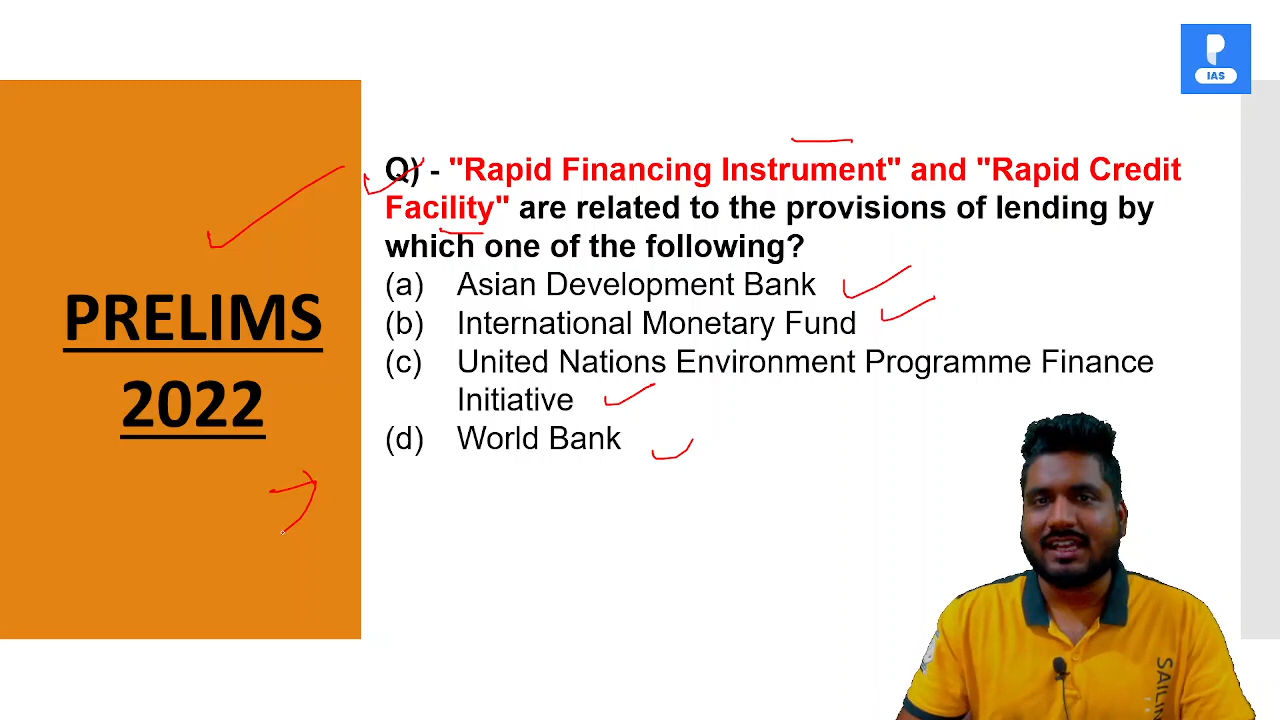 P
IAS
PRELIMS
2022
Q) - "Rapid Financing Instrument" and "Rapid Credit
Facility" are related to the provisions of lending by
which one of the following?
(a) Asian Development Bank
(b) International Monetary Fund
(c) United Nations Environment Programme Finance
Initiative
(d) World Bank